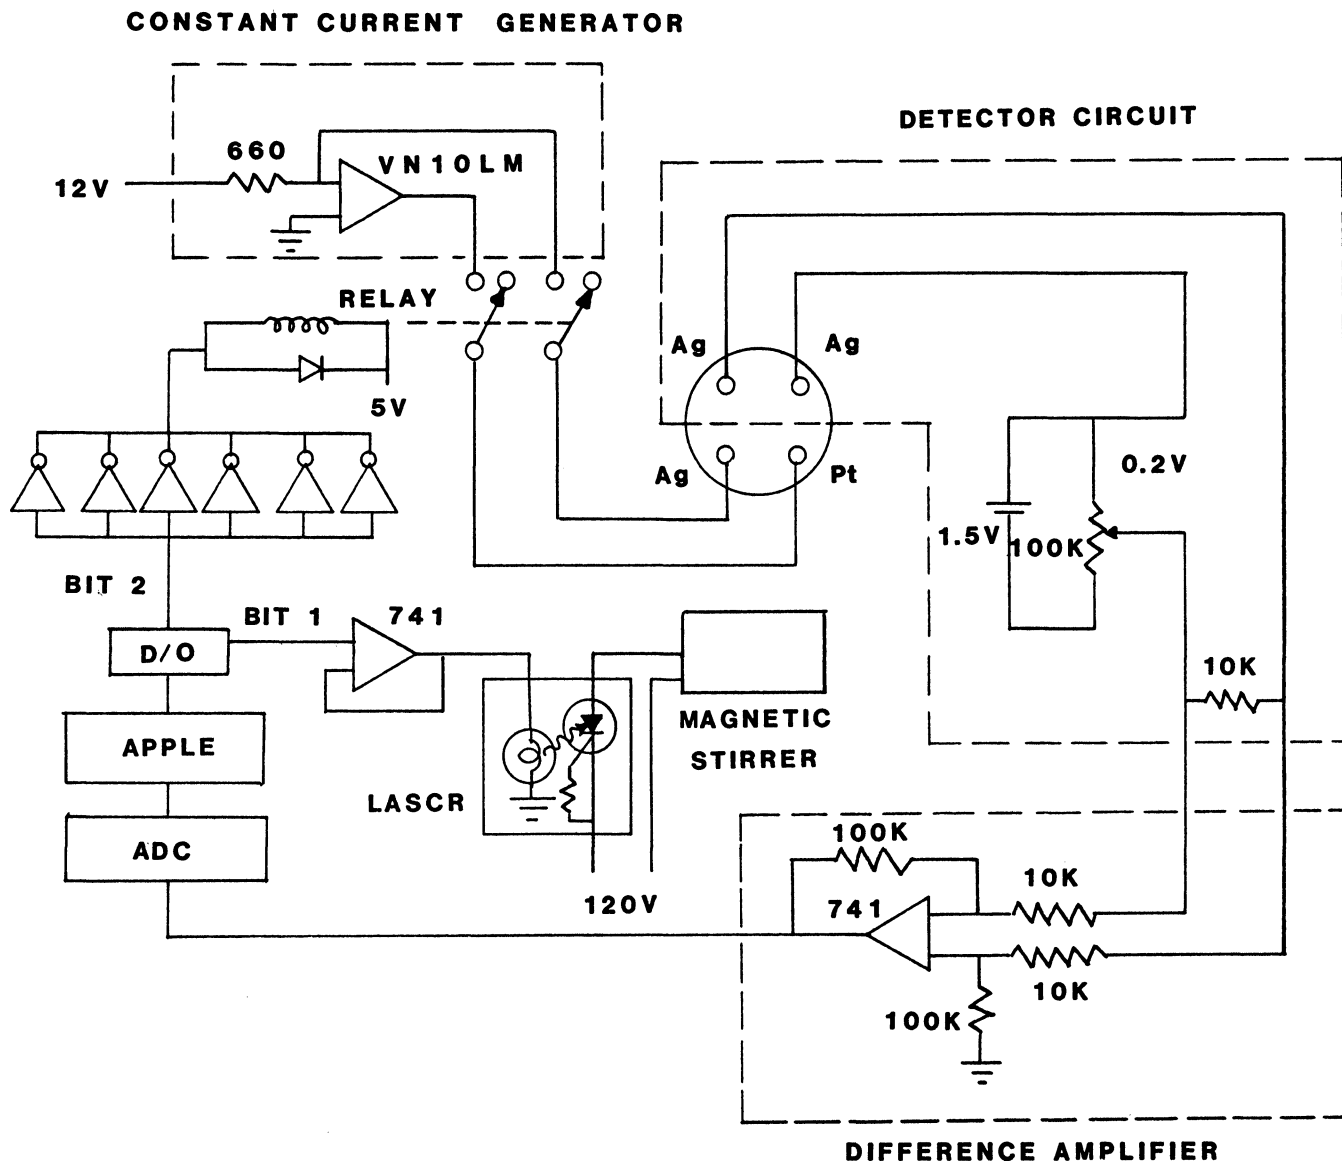 CONSTANT CURRENT GENERATOR
DETECTOR CIRCUIT
660
VN10LM
12V
RELAY
Ag
Ag
5V
Ag
Pt
0.2V
1.5V
100K
BIT 2
BIT 1
741
D/O
10K
MAGNETIC
STIRRER
APPLE
LASCR
ADC
100K
120V
741
10K
10K
100K
DIFFERENCE AMPLIFIER